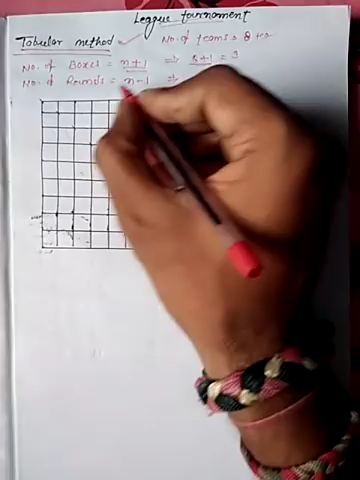 League tournament
Tabular method ✓ No. of teams = 8
No. of Boxes = n+1 ⇒ 8+1 = 9
No. of Rounds = n-1 ⇒